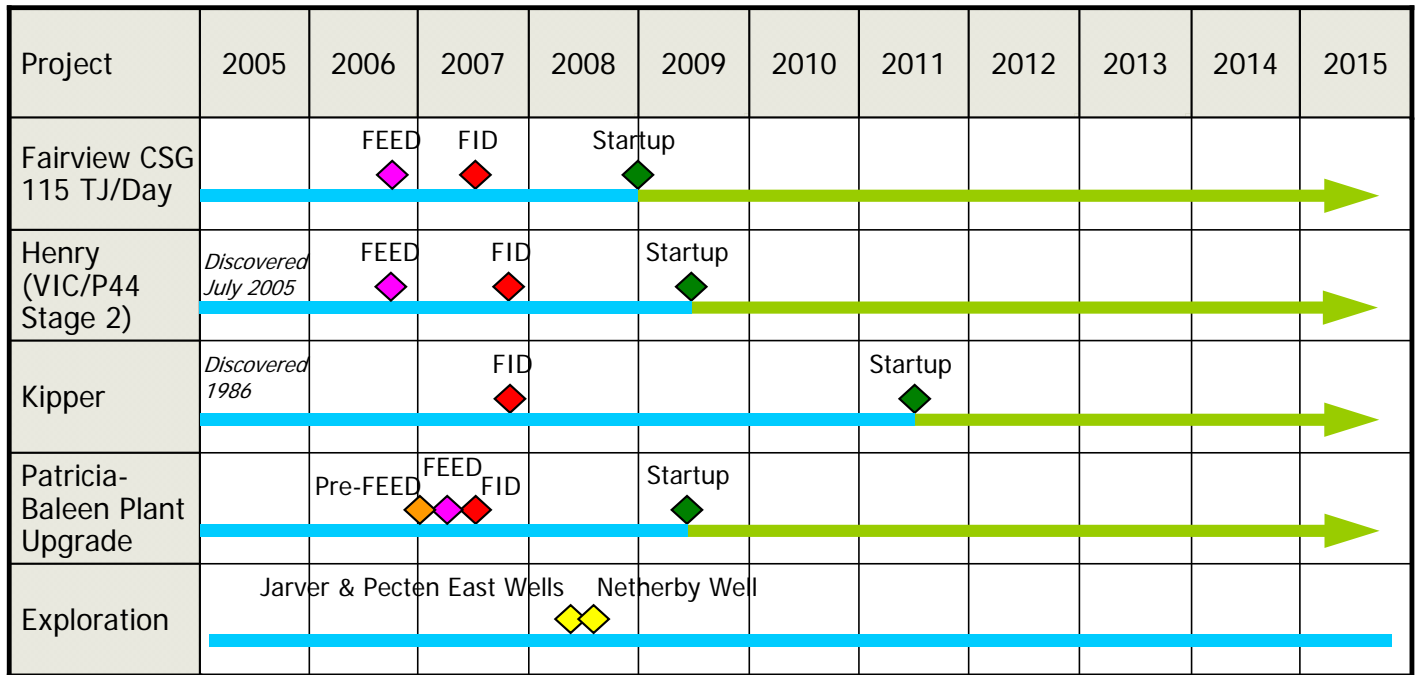 Project 2005 2006 2007 2008 2009 2010 2011 2012 2013 2014 2015
Fairview CSG
115 TJ/Day
FEED FID Startup
Henry
(VIC/P44
Stage 2)
Discovered
July 2005
FEED FID Startup
Kipper
Discovered
1986
FID Startup
Patricia-
Baleen Plant
Upgrade
Pre-FEED FEED FID Startup
Exploration
Jarver & Pecten East Wells Netherby Well